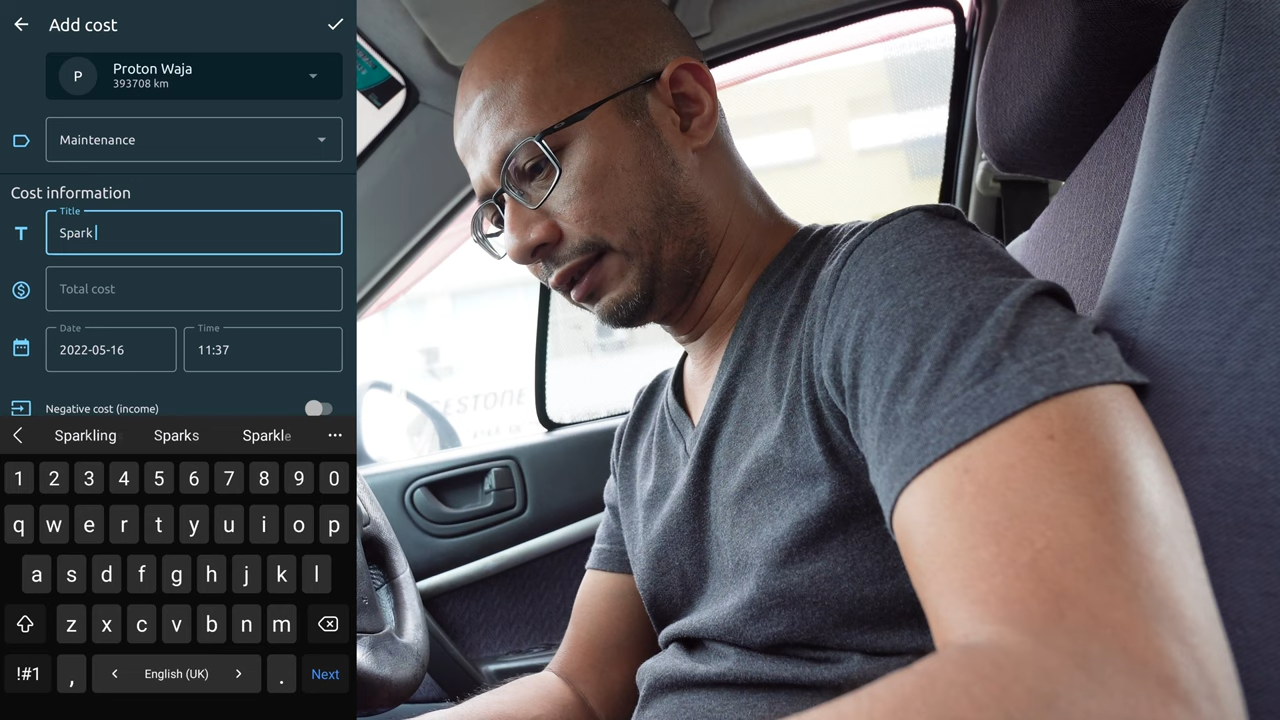 Add cost
P
Proton Waja
393708 km
Maintenance
Cost information
Title
Spark
Total cost
Date
2022-05-16
Time
11:37
Negative cost (income)
Sparkling
Sparks
Sparkle
1 2 3 4 5 6 7 8 9 0
q w e r t y u i o p
a s d f g h j k l
z x c v b n m
!#1 , < English (UK) > . Next